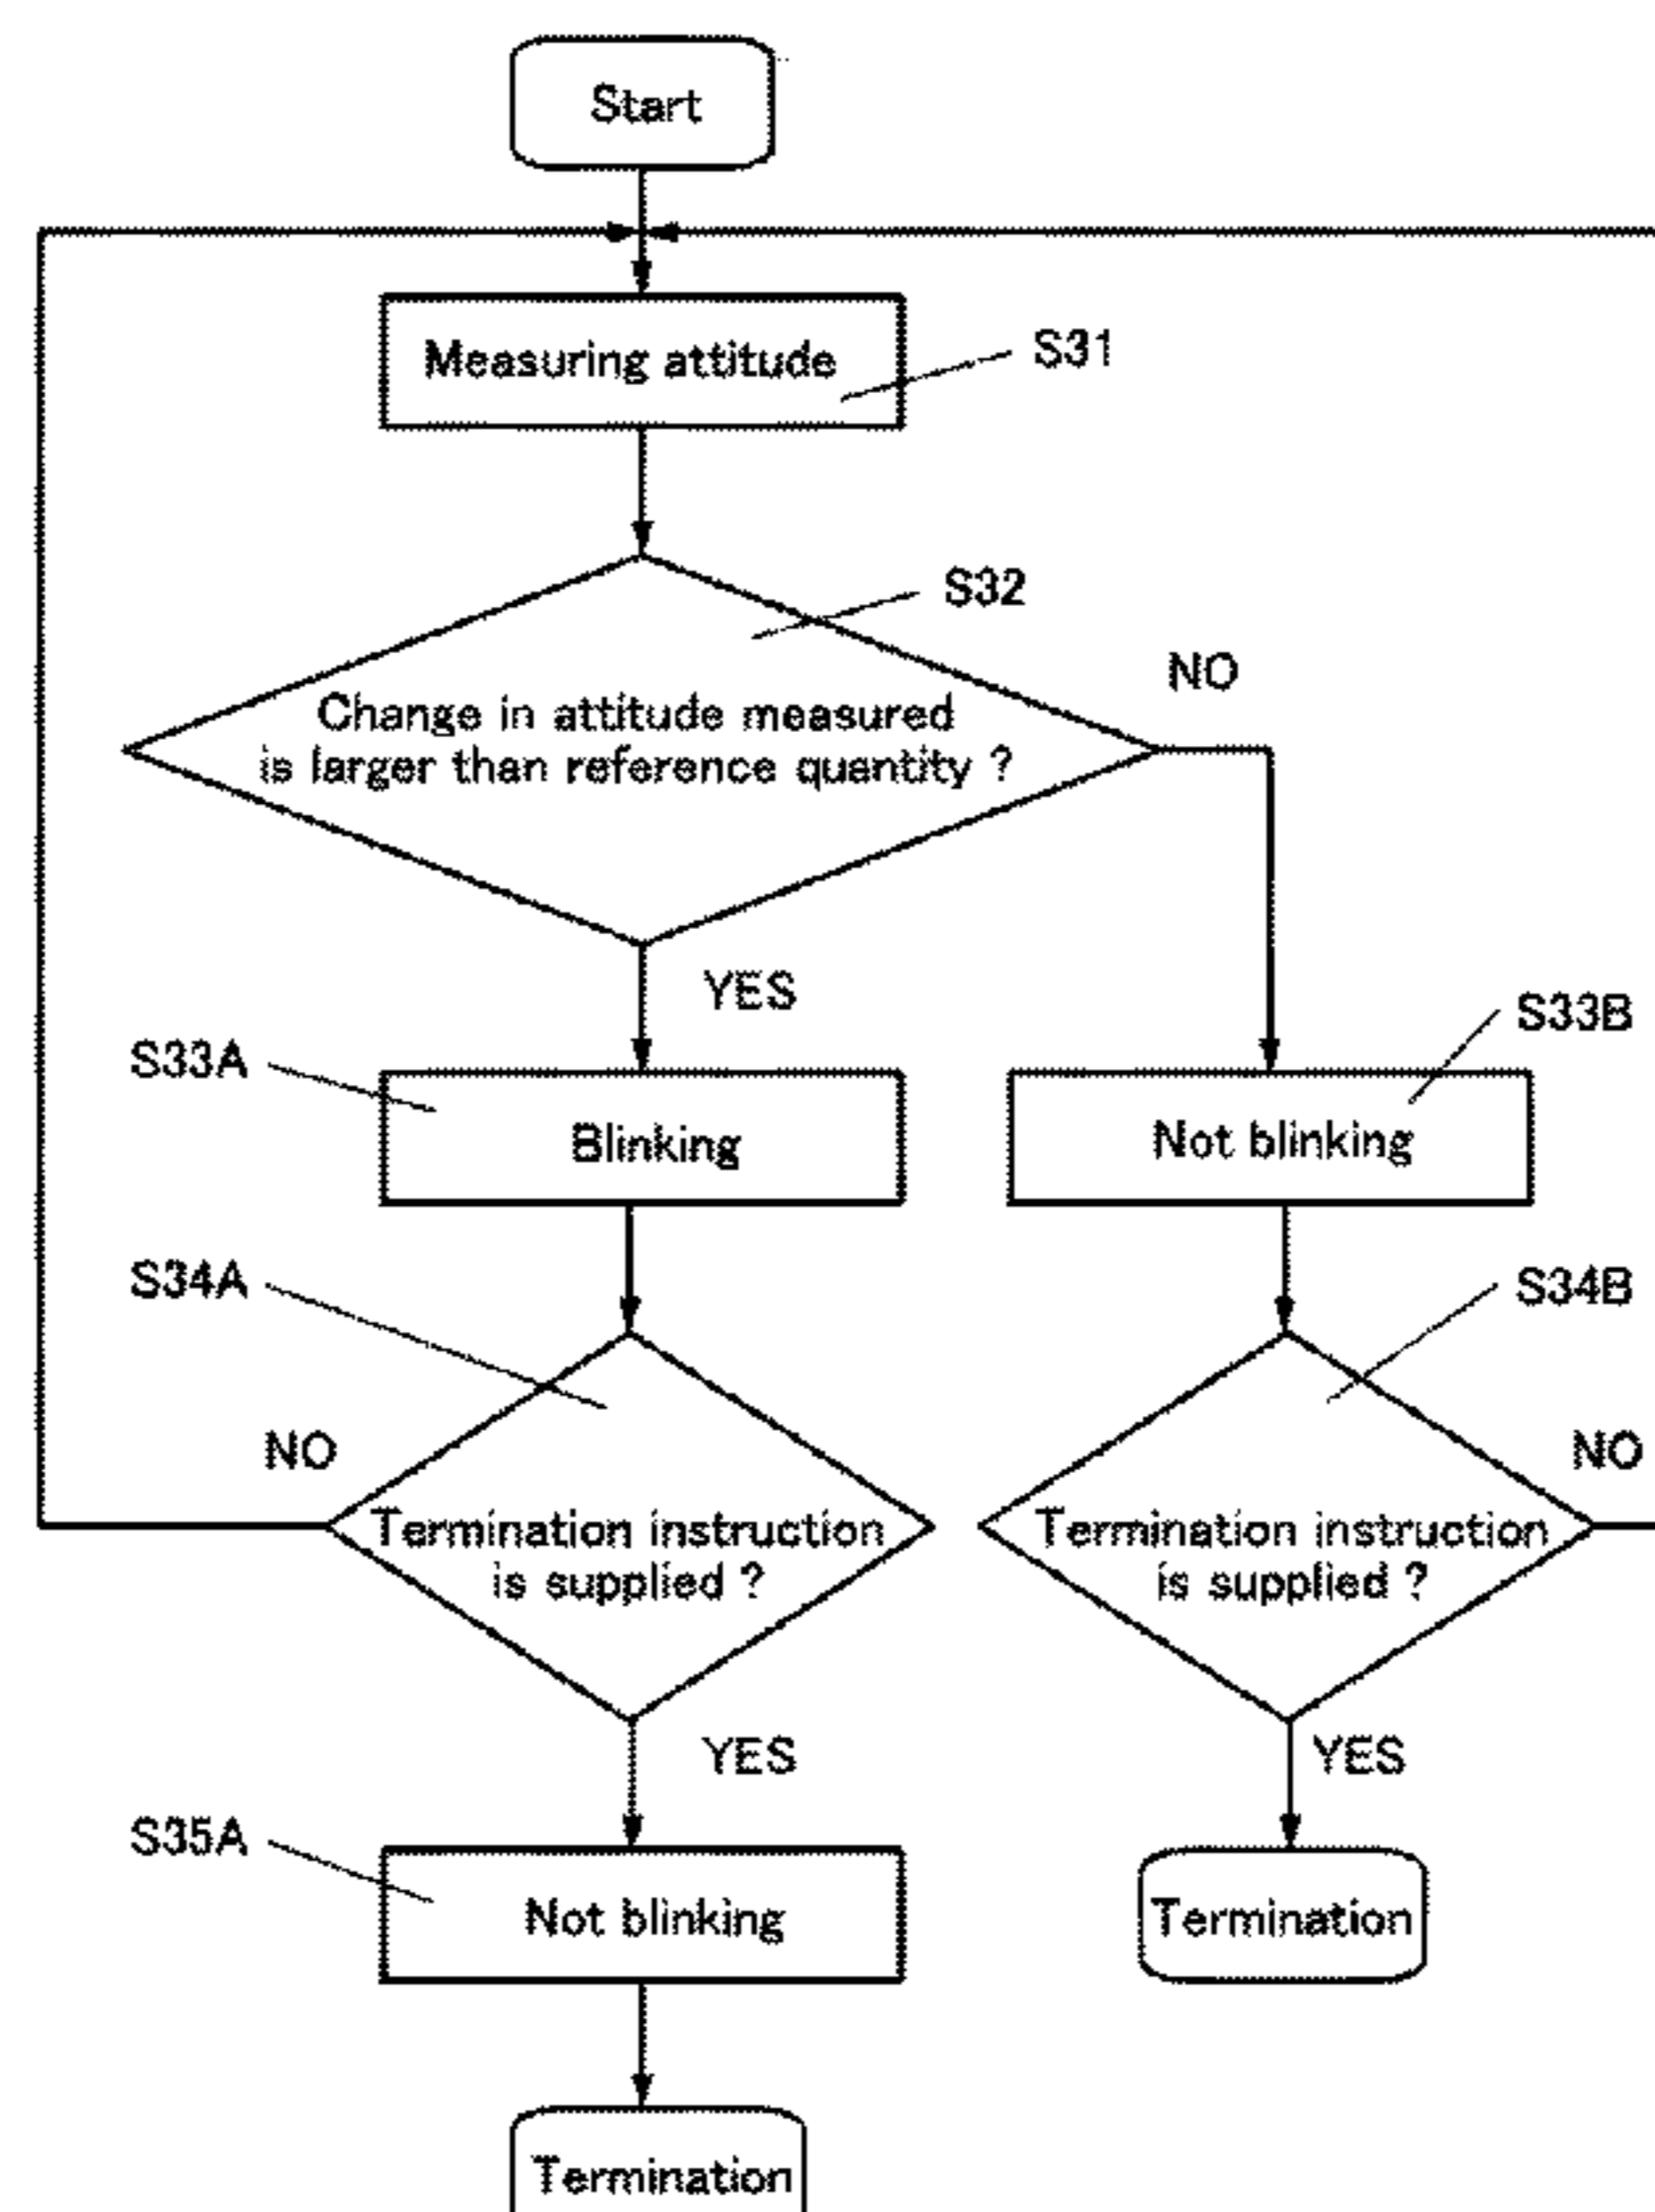 Start
Measuring attitude
S31
S32
NO
Change in attitude measured
is larger than reference quantity ?
YES
S33A
Blinking
S33B
Not blinking
S34A
S34B
NO
NO
Termination instruction
is supplied ?
Termination instruction
is supplied ?
YES
YES
S35A
Not blinking
Termination
Termination